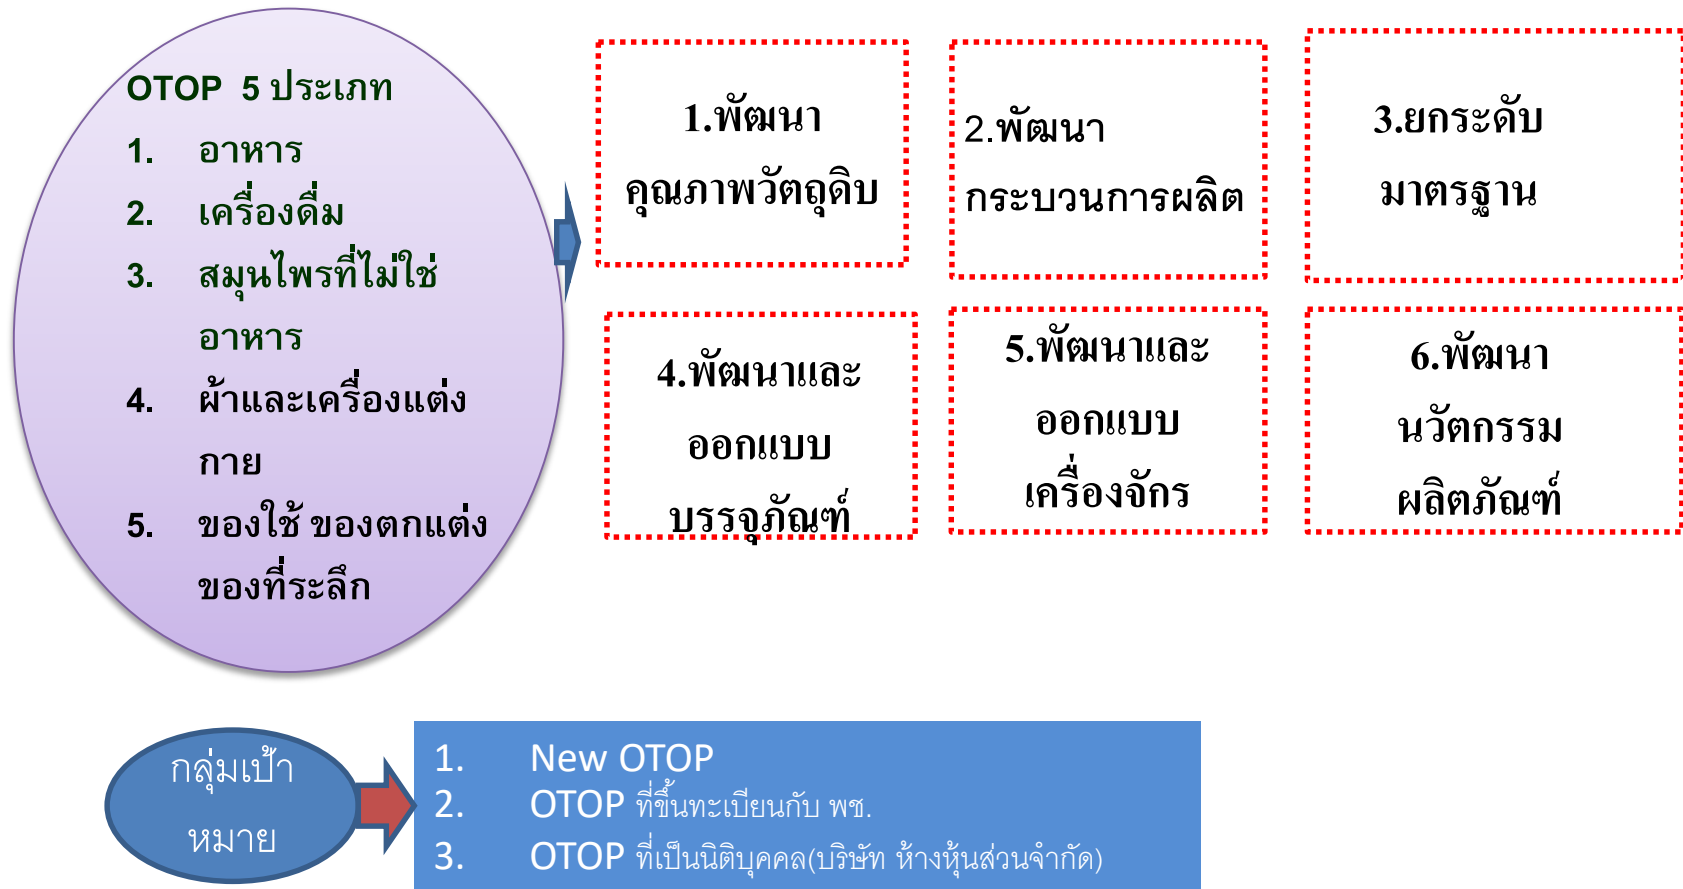 OTOP 5 ประเภท
1. อาหาร
2. เครื่องดื่ม
3. สมุนไพรที่ไม่ใช่
อาหาร
4. ผ้าและเครื่องแต่ง
กาย
5. ของใช้ ของตกแต่ง
ของที่ระลึก
1.พัฒนา
คุณภาพวัตถุดิบ
2.พัฒนา
กระบวนการผลิต
3.ยกระดับ
มาตรฐาน
4.พัฒนาและ
ออกแบบ
บรรจุภัณฑ์
5.พัฒนาและ
ออกแบบ
เครื่องจักร
6.พัฒนา
นวัตกรรม
ผลิตภัณฑ์
กลุ่มเป้า
หมาย
1. New OTOP
2. OTOP ที่ขึ้นทะเบียนกับ พช.
3. OTOP ที่เป็นนิติบุคคล(บริษัท ห้างหุ้นส่วนจำกัด)